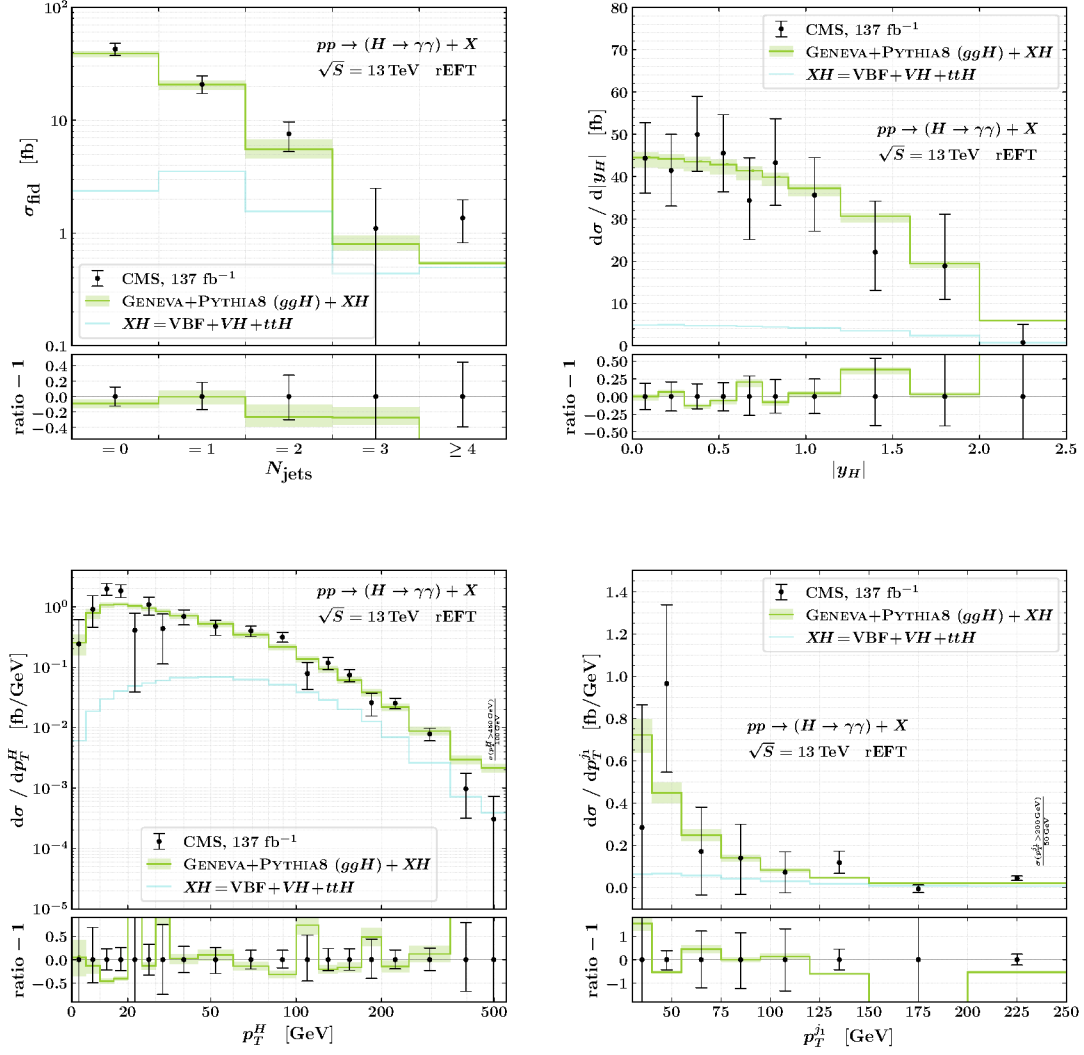 10²
10
1
0.1
σ_fid [fb]
pp → (H → γγ) + X
√S = 13 TeV rEFT
CMS, 137 fb⁻¹
GENEVA+PYTHIA8 (ggH) + XH
XH = VBF + VH + ttH
ratio − 1
0.4
0.2
0.0
−0.2
−0.4
= 0 = 1 = 2 = 3 ≥ 4
N_jets
80
70
60
50
40
30
20
10
0
dσ / d|y_H| [fb]
CMS, 137 fb⁻¹
GENEVA+PYTHIA8 (ggH) + XH
XH = VBF + VH + ttH
pp → (H → γγ) + X
√S = 13 TeV rEFT
ratio − 1
0.50
0.25
0.00
−0.25
−0.50
0.0 0.5 1.0 1.5 2.0 2.5
|y_H|
10⁰
10⁻¹
10⁻²
10⁻³
10⁻⁴
10⁻⁵
dσ / dp_T^H [fb/GeV]
pp → (H → γγ) + X
√S = 13 TeV rEFT
CMS, 137 fb⁻¹
GENEVA+PYTHIA8 (ggH) + XH
XH = VBF + VH + ttH
ratio − 1
0.5
0.0
−0.5
0 20 50 100 200 500
p_T^H [GeV]
1.4
1.2
1.0
0.8
0.6
0.4
0.2
0.0
dσ / dp_T^{j₁} [fb/GeV]
CMS, 137 fb⁻¹
GENEVA+PYTHIA8 (ggH) + XH
XH = VBF + VH + ttH
pp → (H → γγ) + X
√S = 13 TeV rEFT
σ(p_T^{j₁} > 200 GeV)
50 GeV
ratio − 1
1
0
−1
50 75 100 125 150 175 200 225 250
p_T^{j₁} [GeV]